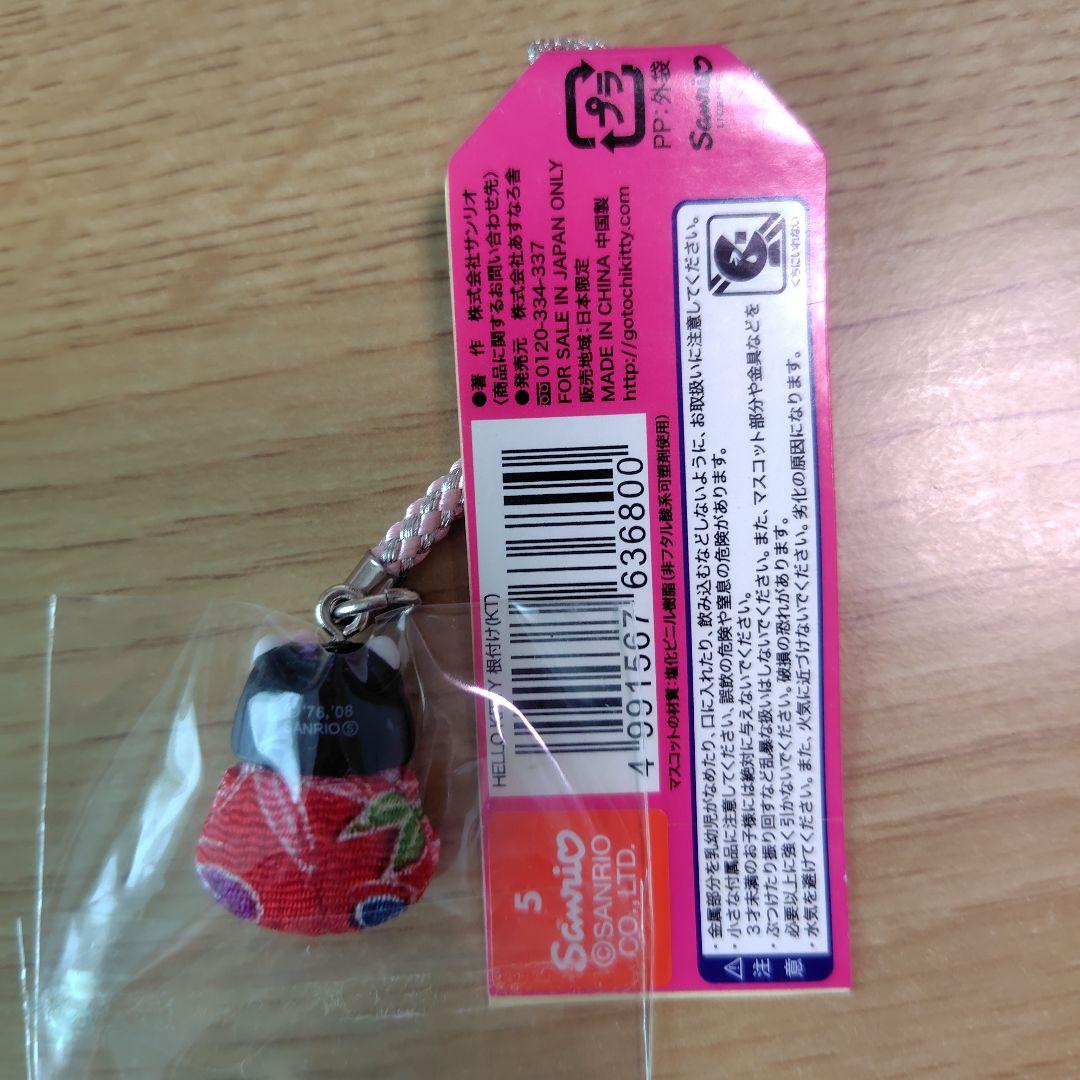 プラ
PP：外袋
Sanrio
●著　作　株式会社サンリオ
〈商品に関するお問い合わせ先〉
●発売元　株式会社あすなろ舎
0120-334-337
FOR SALE IN JAPAN ONLY
販売地域：日本限定
MADE IN CHINA 中国製
http://gotochikitty.com
HELLO KITTY 根付け(KT)
4 991567 636800
マスコットの材質：塩化ビニル樹脂（非フタル酸系可塑剤使用）
5
Sanrio
©SANRIO
CO., LTD.
くちにいれない
⚠注意
・金属部分を乳幼児がなめたり、口に入れたり、飲み込むなどしないように、お取扱いに注意してください。
・小さな付属品に注意してください、誤飲の危険や窒息の危険があります。
・3才未満のお子様には絶対に与えないでください。
・ぶつけたり振り回すなど乱暴な扱いはしないでください。また、マスコット部分や金具などを
必要以上に強く引かないでください。破損の恐れがあります。
・水気を避けてください。また、火気に近づけないでください。劣化の原因になります。
'76,'08
SANRIO Ⓢ